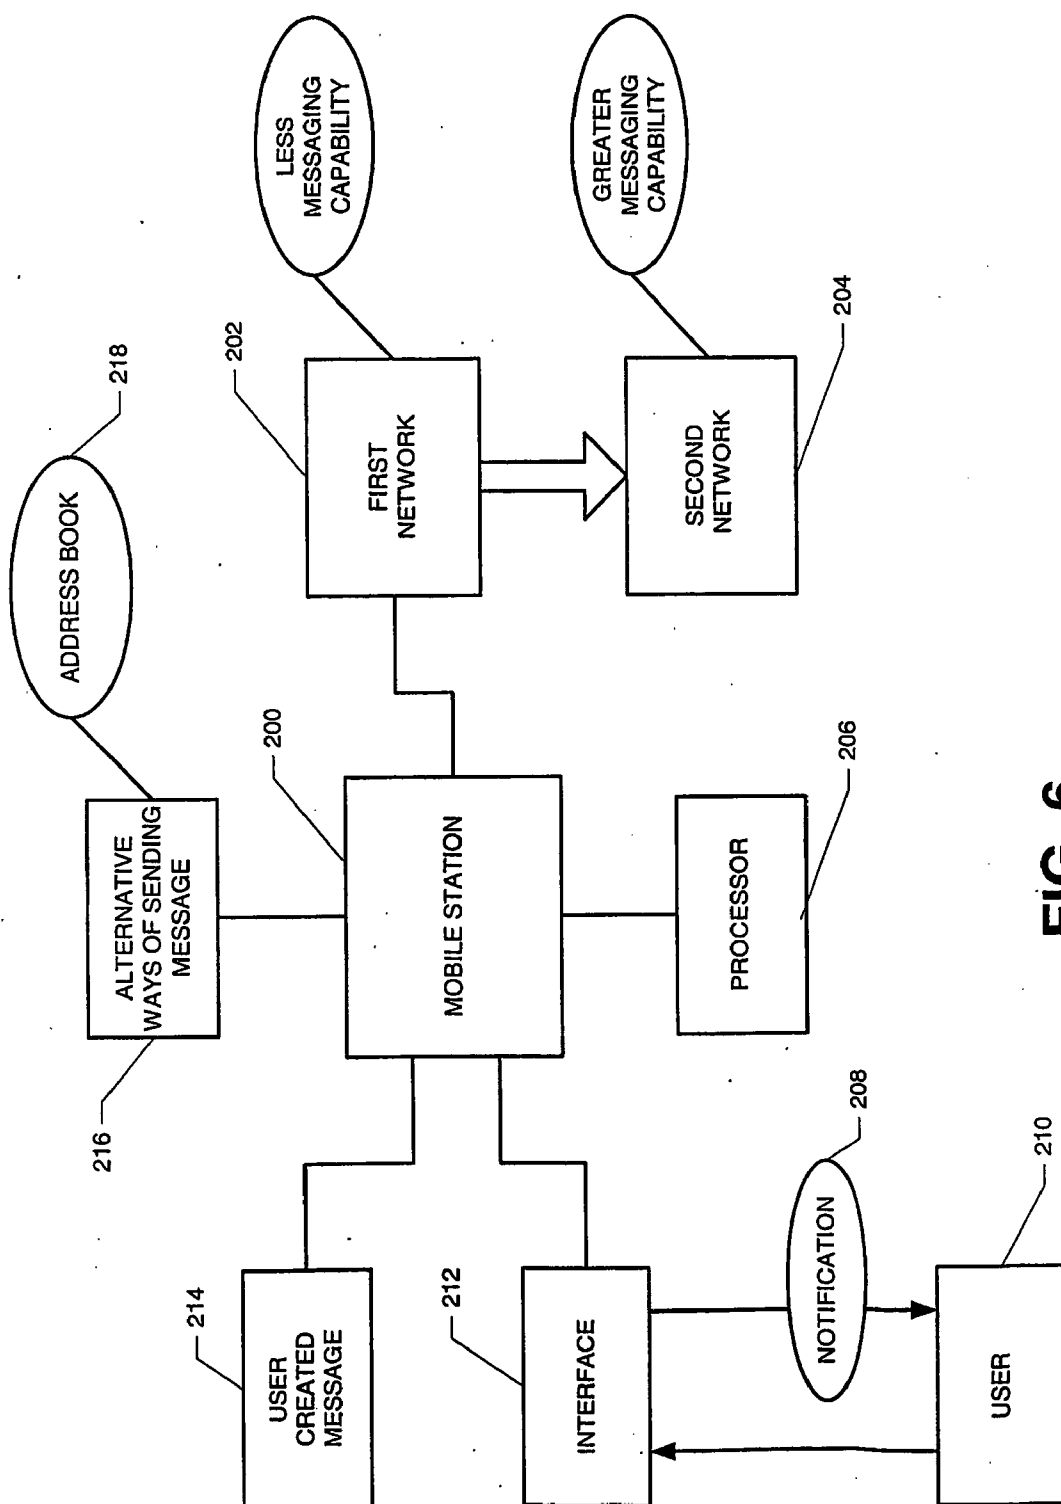 ADDRESS BOOK
218
216
ALTERNATIVE
WAYS OF SENDING
MESSAGE
214
USER
CREATED
MESSAGE
200
MOBILE STATION
202
FIRST
NETWORK
LESS
MESSAGING
CAPABILITY
212
INTERFACE
PROCESSOR
206
SECOND
NETWORK
204
GREATER
MESSAGING
CAPABILITY
NOTIFICATION
208
USER
210
FIG. 6